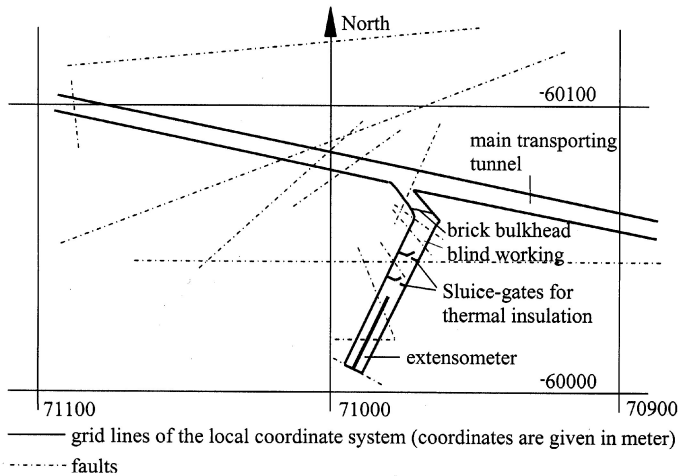 North
-60100
main transporting
tunnel
brick bulkhead
blind working
Sluice-gates for
thermal insulation
extensometer
-60000
71100
71000
70900
grid lines of the local coordinate system (coordinates are given in meter)
faults